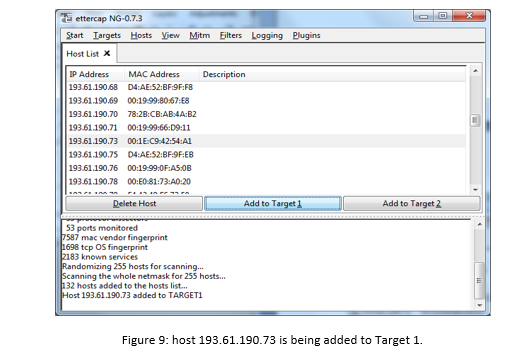 ettercap NG-0.7.3
Start Targets Hosts View Mitm Filters Logging Plugins
Host List
IP Address MAC Address Description
193.61.190.68 D4:AE:52:BF:9F:F8
193.61.190.69 00:19:99:80:67:E8
193.61.190.70 78:2B:CB:AB:4A:B2
193.61.190.71 00:19:99:66:D9:11
193.61.190.73 00:1E:C9:42:54:A1
193.61.190.75 D4:AE:52:BF:9F:EB
193.61.190.76 00:19:99:0F:A5:0B
193.61.190.78 00:E0:81:73:A0:20
Delete Host Add to Target 1 Add to Target 2
53 ports monitored
7587 mac vendor fingerprint
1698 tcp OS fingerprint
2183 known services
Randomizing 255 hosts for scanning...
Scanning the whole netmask for 255 hosts...
132 hosts added to the hosts list...
Host 193.61.190.73 added to TARGET1
Figure 9: host 193.61.190.73 is being added to Target 1.